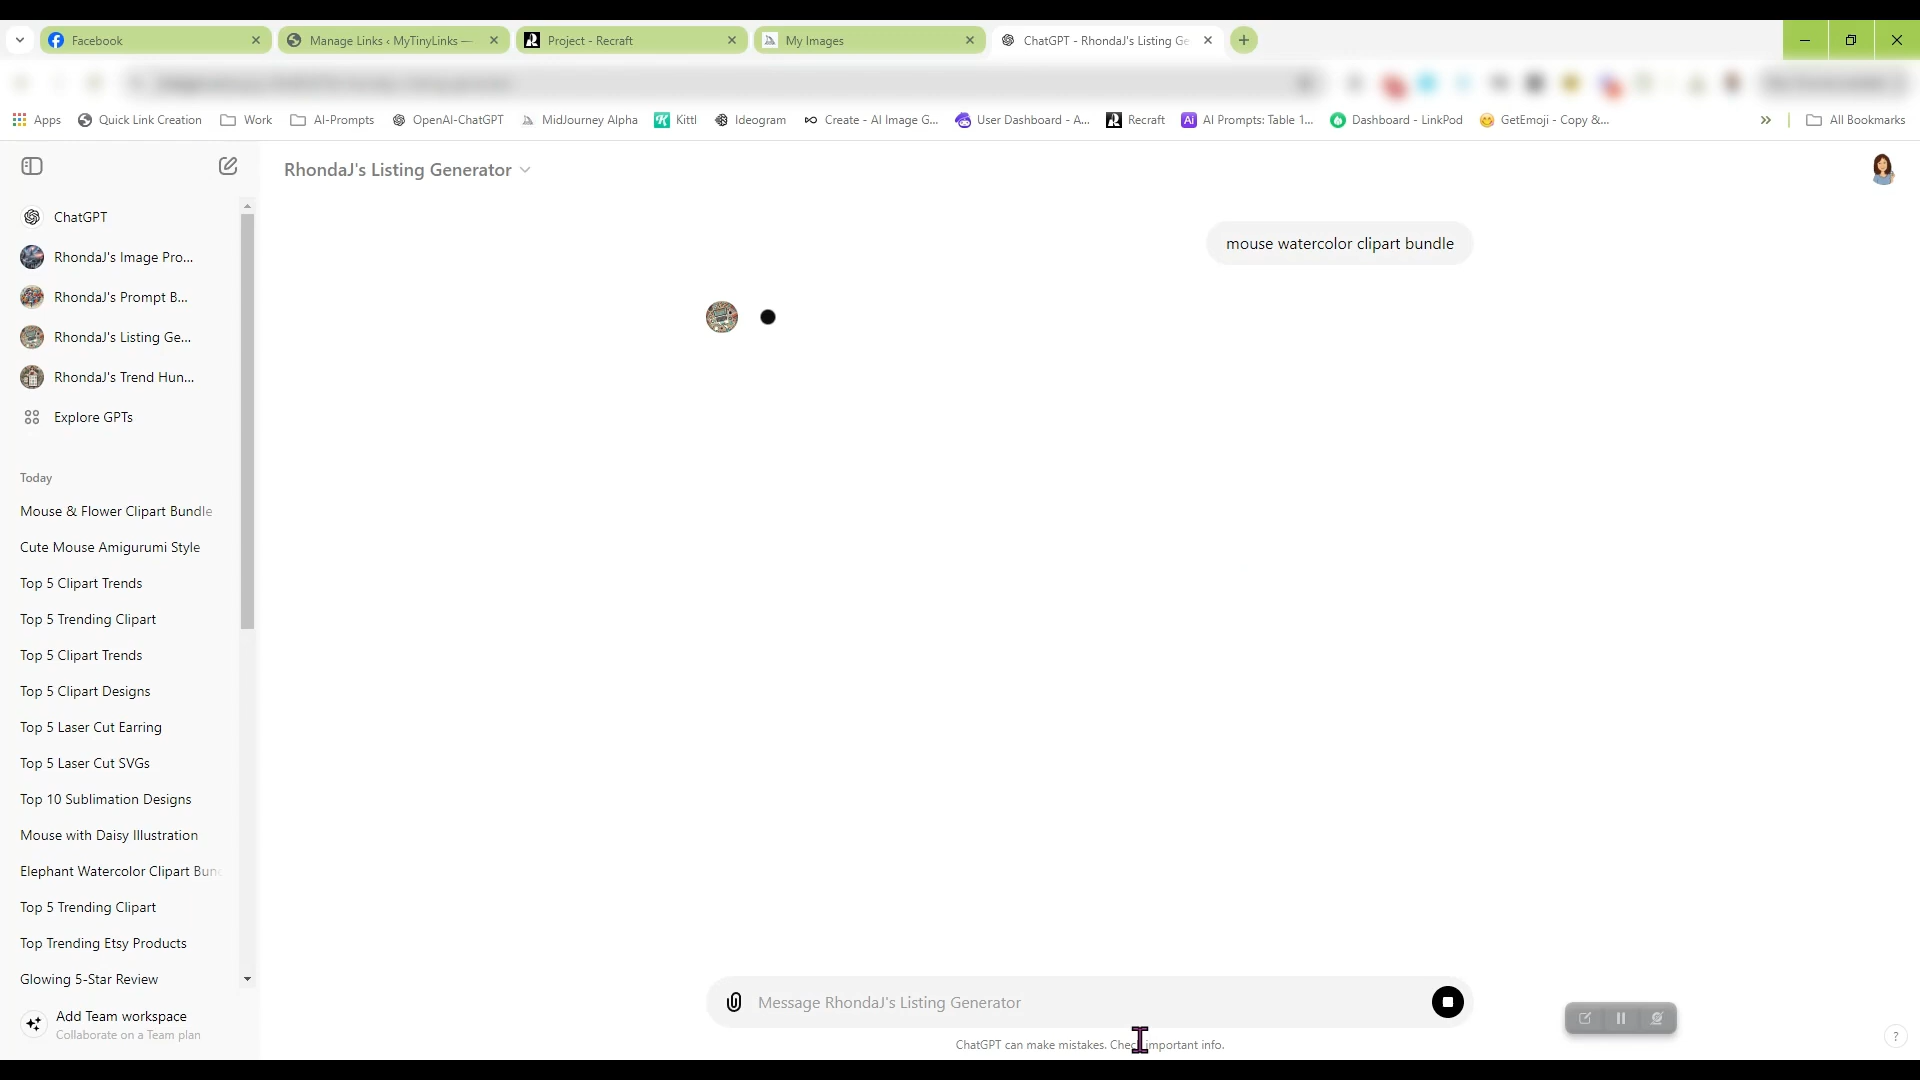 Facebook
Manage Links ‹ MyTinyLinks —
Project - Recraft
My Images
ChatGPT - RhondaJ's Listing Ge
Apps
Quick Link Creation
Work
AI-Prompts
OpenAI-ChatGPT
MidJourney Alpha
Kittl
Ideogram
Create - AI Image G...
User Dashboard - A...
Recraft
AI Prompts: Table 1...
Dashboard - LinkPod
GetEmoji - Copy &...
All Bookmarks
RhondaJ's Listing Generator
ChatGPT
RhondaJ's Image Pro...
RhondaJ's Prompt B...
RhondaJ's Listing Ge...
RhondaJ's Trend Hun...
Explore GPTs
Today
Mouse & Flower Clipart Bundle
Cute Mouse Amigurumi Style
Top 5 Clipart Trends
Top 5 Trending Clipart
Top 5 Clipart Trends
Top 5 Clipart Designs
Top 5 Laser Cut Earring
Top 5 Laser Cut SVGs
Top 10 Sublimation Designs
Mouse with Daisy Illustration
Elephant Watercolor Clipart Bun
Top 5 Trending Clipart
Top Trending Etsy Products
Glowing 5-Star Review
Add Team workspace
Collaborate on a Team plan
mouse watercolor clipart bundle
Message RhondaJ's Listing Generator
ChatGPT can make mistakes. Check important info.
?